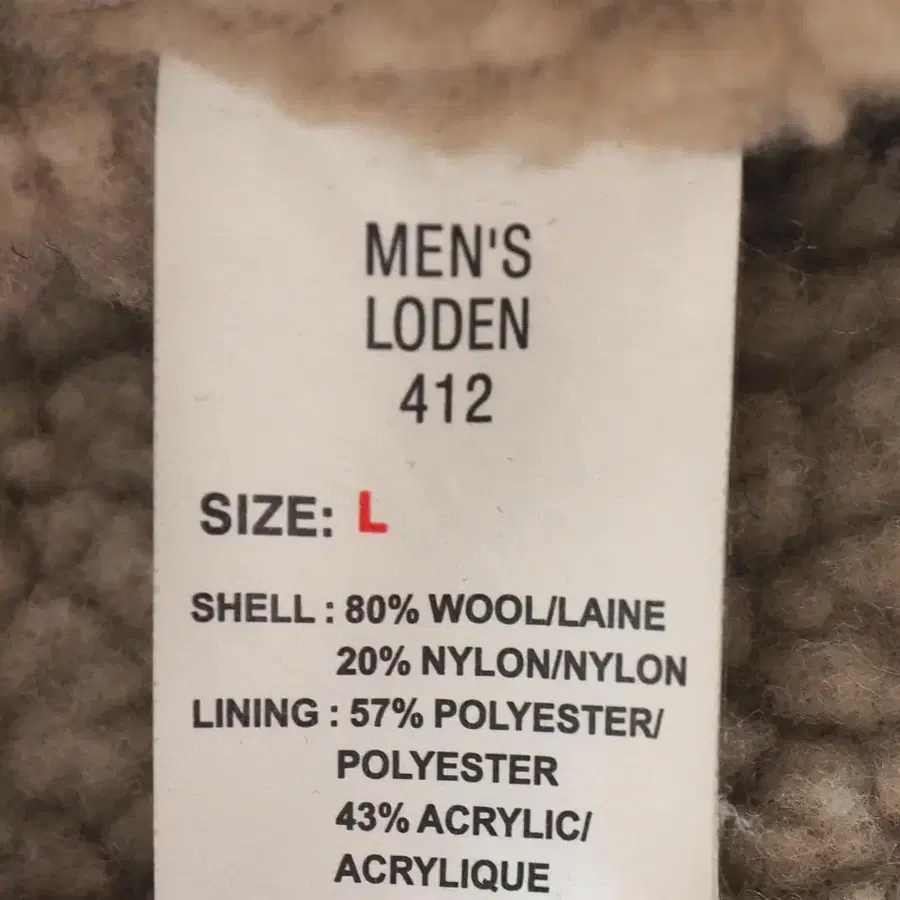 MEN'S
LODEN
412
SIZE: L
SHELL : 80% WOOL/LAINE
20% NYLON/NYLON
LINING : 57% POLYESTER/
POLYESTER
43% ACRYLIC/
ACRYLIQUE